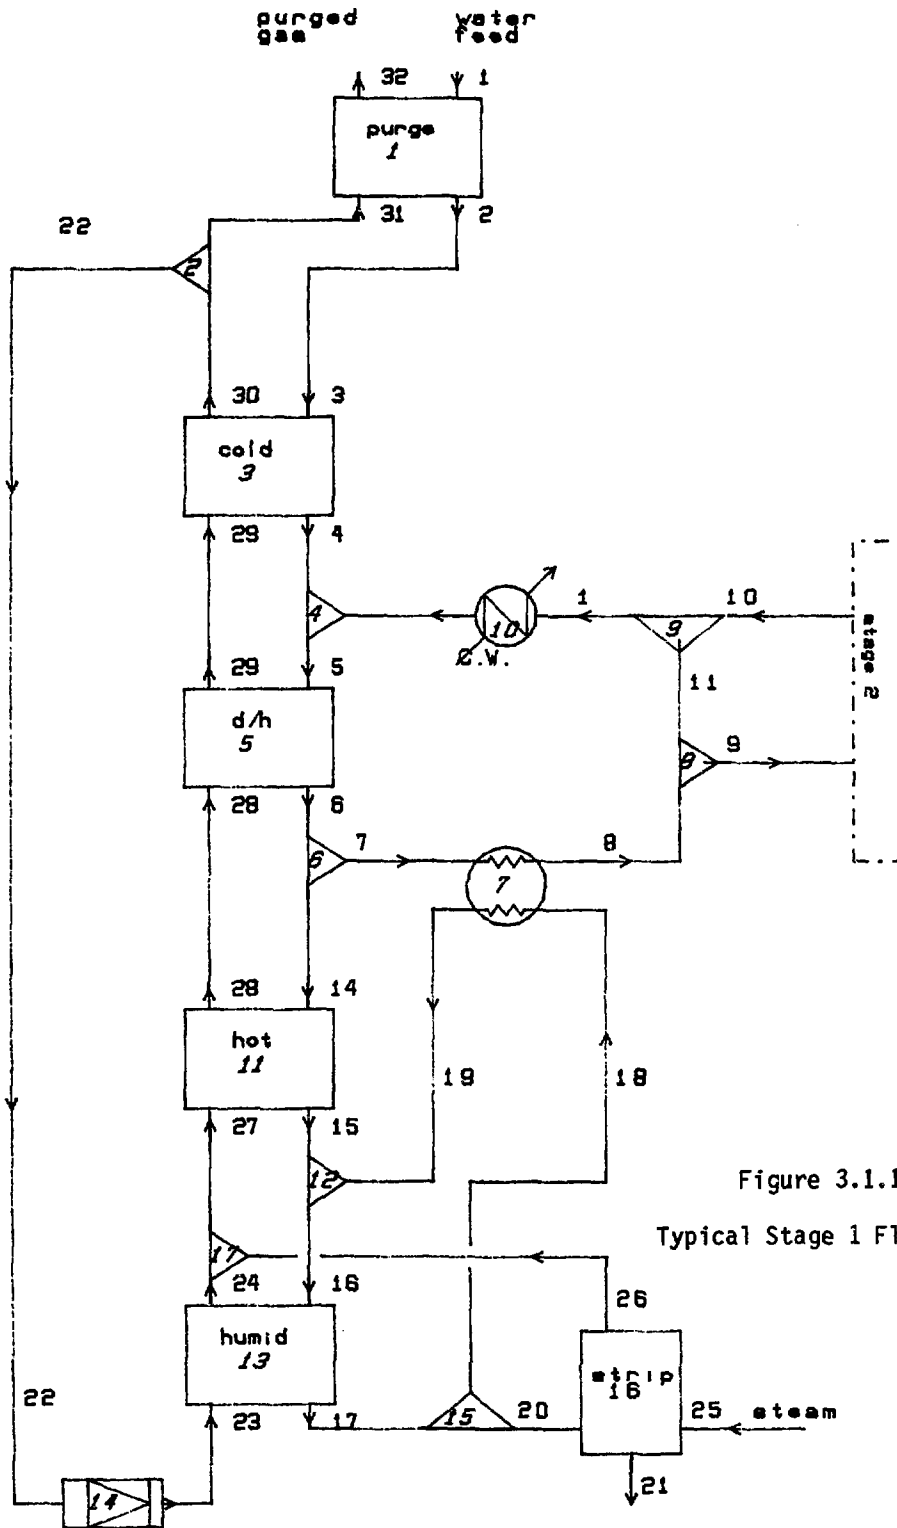 purged water
gas feed
32 1
purge
1
31 2
22
2
30 3
cold
3
29 4
4 10 1 9 10
C.W.
stage 2
29 5
11
d/h
5
8 9
28 6
6 7 8
7
28 14
hot
11
19 18
27 15
12
Figure 3.1.1
Typical Stage 1 Fl
17
24 16
26
humid
13
strip
16
22
23 17 15 20 25 steam
21
14